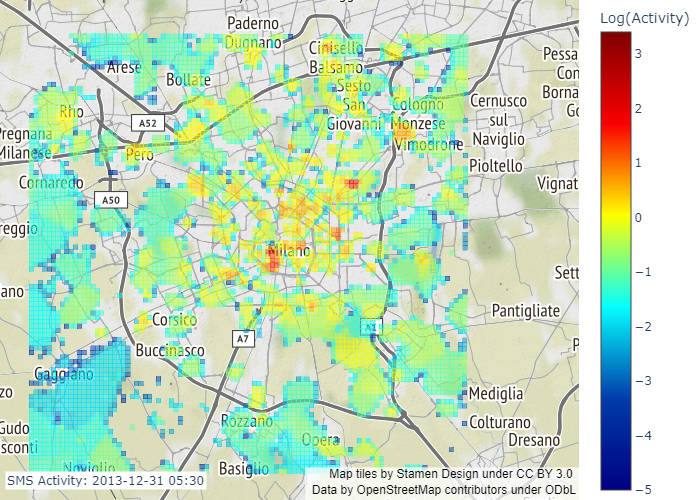 Log(Activity)
3
2
1
0
−1
−2
−3
−4
−5
Paderno
Dugnano
Cinisello
Balsamo
Arese
Bollate
Sesto
San
Giovanni
Rho
A52
Cologno
Monzese
Vimodrone
Cernusco
sul
Naviglio
Pessa
Con
Borna
Go
Pregnana
Milanese
Pero
Pioltello
Cornaredo
A50
Vignat
reggio
Milano
Sett
ano
Corsico
A1
Pantigliate
A7
Buccinasco
P
Gaggiano
zo
Mediglia
Rozzano
Colturano
Gudo
sconti
Opera
Dresano
Noviglio
Basiglio
SMS Activity: 2013-12-31 05:30
Map tiles by Stamen Design under CC BY 3.0
Data by OpenStreetMap contributors under ODbL